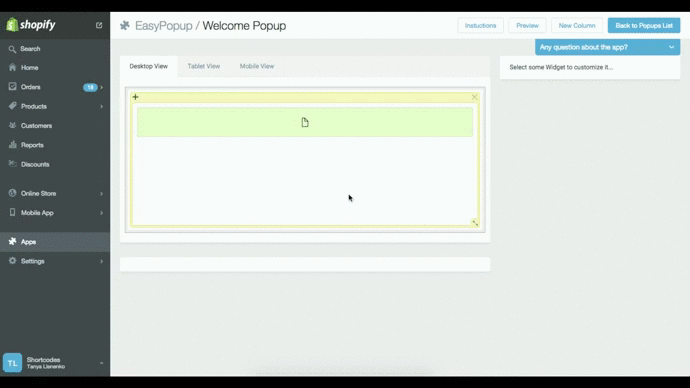 shopify
EasyPopup / Welcome Popup
Instuctions
Preview
New Column
Back to Popups List
Any question about the app?
Search
Home
Orders
18
Products
Customers
Reports
Discounts
Online Store
Mobile App
Apps
Settings
Desktop View
Tablet View
Mobile View
Select some Widget to customize it...
TL
Shortcodes
Tanya Lisnenko